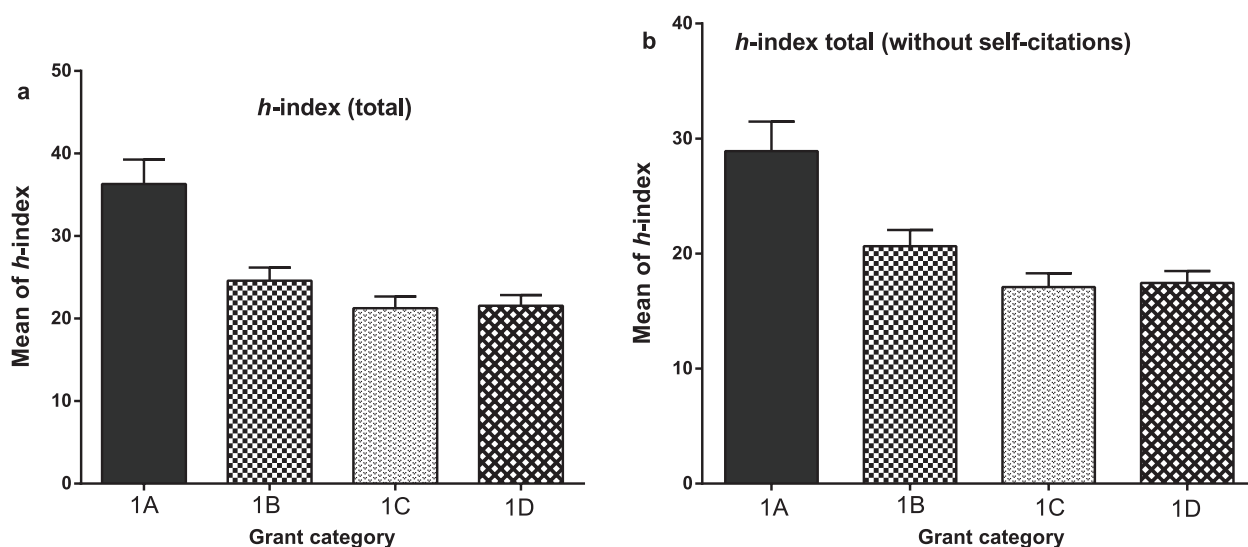 a
h-index (total)
Mean of h-index
50
40
30
20
10
0
1A
1B
1C
1D
Grant category
b
h-index total (without self-citations)
Mean of h-index
40
30
20
10
0
1A
1B
1C
1D
Grant category